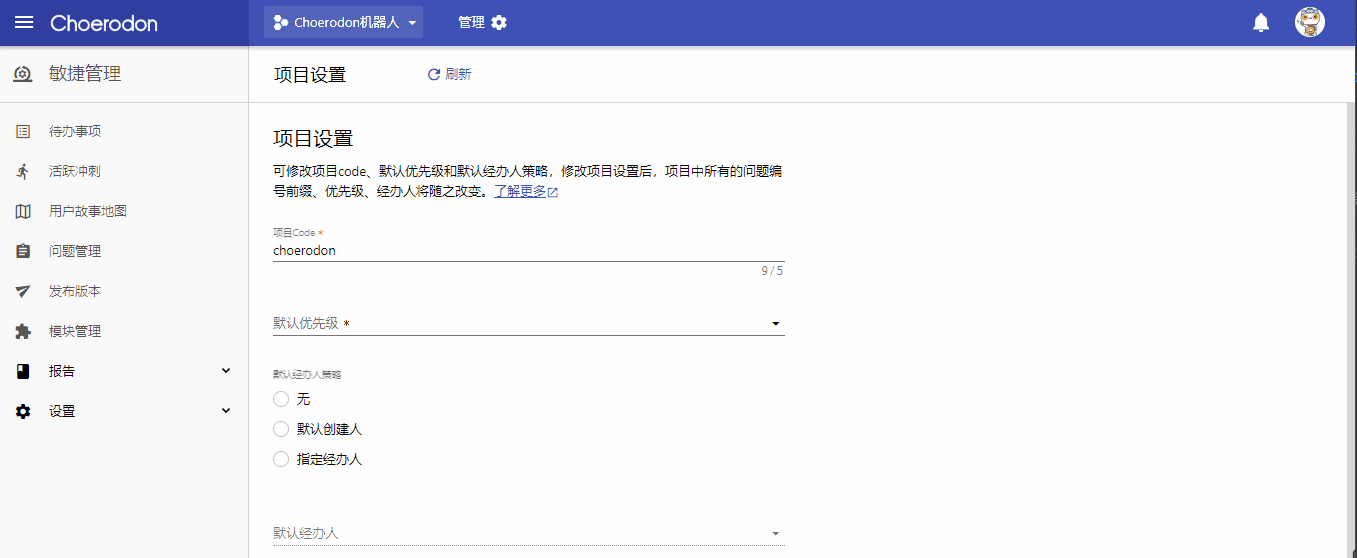 Choerodon
Choerodon机器人
管理
敏捷管理
项目设置
刷新
待办事项
活跃冲刺
用户故事地图
问题管理
发布版本
模块管理
报告
设置
项目设置
可修改项目code、默认优先级和默认经办人策略，修改项目设置后，项目中所有的问题编
号前缀、优先级、经办人将随之改变。了解更多
项目Code *
choerodon
9 / 5
默认优先级 *
默认经办人策略
无
默认创建人
指定经办人
默认经办人